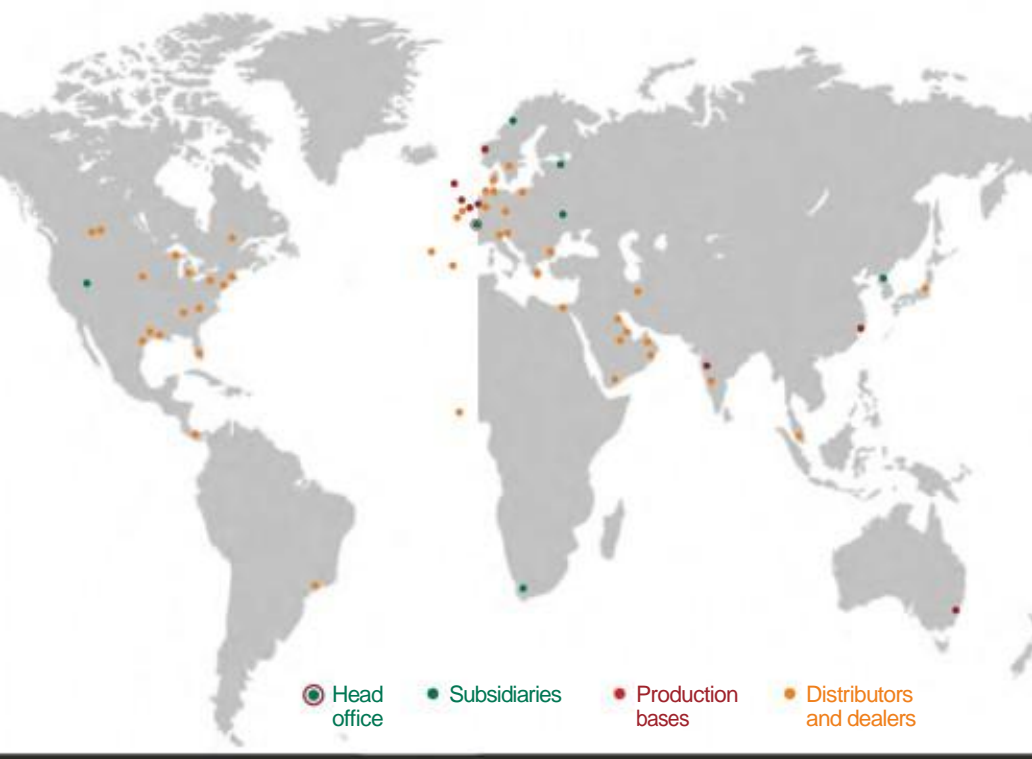 Head
office
Subsidiaries
Production
bases
Distributors
and dealers